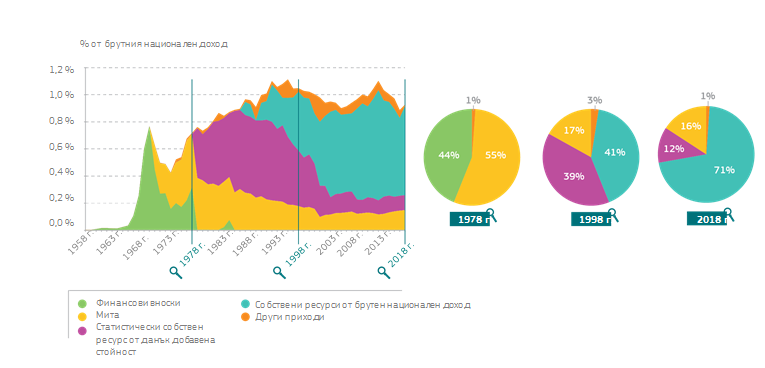 % от брутния национален доход
1,2 %
1,0 %
0,8 %
0,6 %
0,4 %
0,2 %
0,0 %
1958 г.
1963 г.
1968 г.
1973 г.
1978 г.
1983 г.
1988 г.
1993 г.
1998 г.
2003 г.
2008 г.
2013 г.
2018 г.
1%
44%
55%
1978 г
3%
17%
41%
39%
1998 г
1%
16%
12%
71%
2018 г
Финансови вноски
Мита
Статистически собствен
ресурс от данък добавена
стойност
Собствени ресурси от брутен национален доход
Други приходи